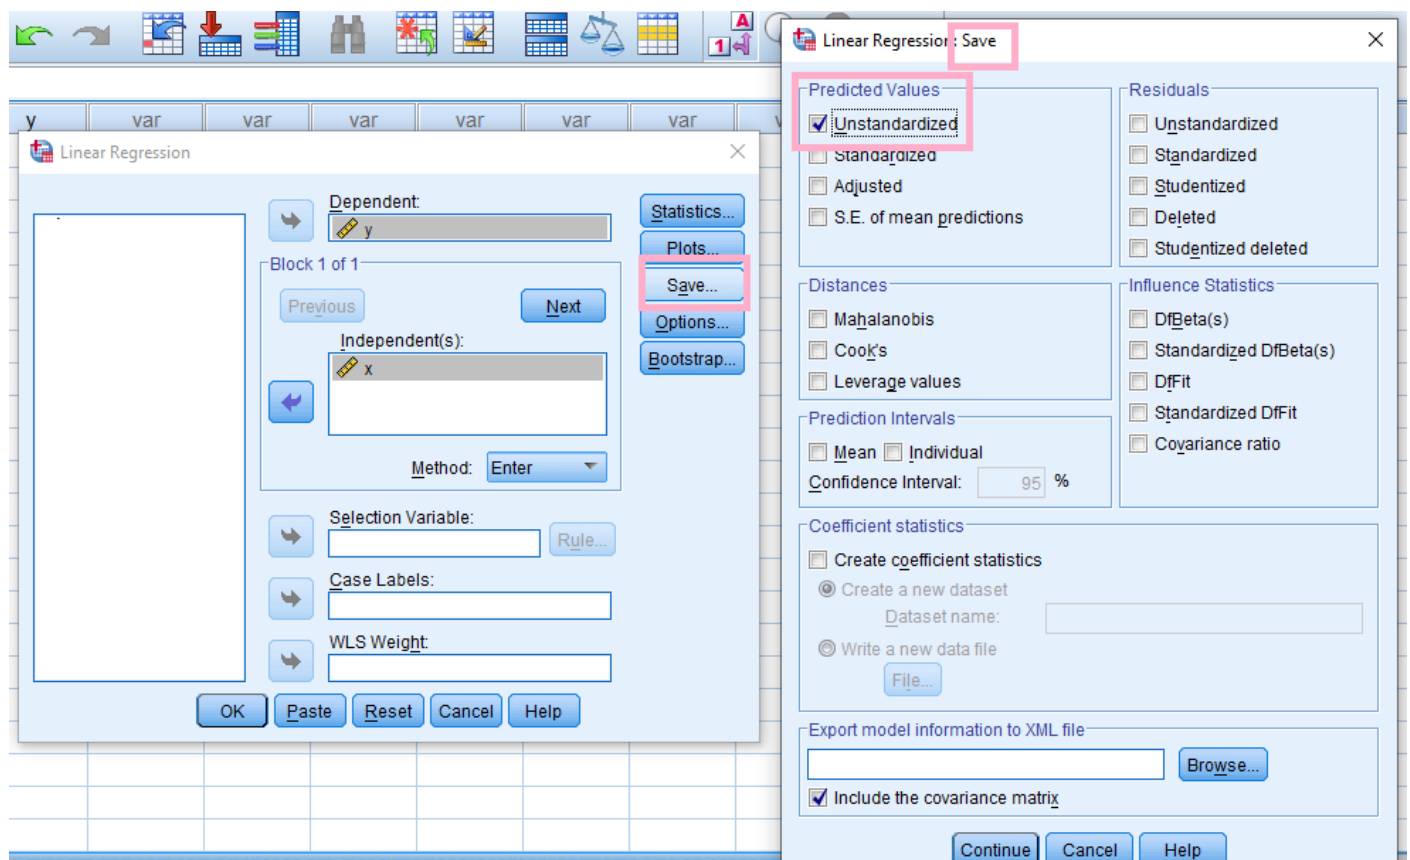 A
1
y var var var var var var
Linear Regression
Dependent:
y
Block 1 of 1
Previous
Next
Independent(s):
x
Method: Enter
Selection Variable:
Rule...
Case Labels:
WLS Weight:
Statistics...
Plots...
Save...
Options...
Bootstrap...
OK Paste Reset Cancel Help
Linear Regression: Save
Predicted Values
Unstandardized
Standardized
Adjusted
S.E. of mean predictions
Residuals
Unstandardized
Standardized
Studentized
Deleted
Studentized deleted
Distances
Mahalanobis
Cook's
Leverage values
Influence Statistics
DfBeta(s)
Standardized DfBeta(s)
DfFit
Standardized DfFit
Covariance ratio
Prediction Intervals
Mean Individual
Confidence Interval: 95 %
Coefficient statistics
Create coefficient statistics
Create a new dataset
Dataset name:
Write a new data file
File...
Export model information to XML file
Browse...
Include the covariance matrix
Continue Cancel Help